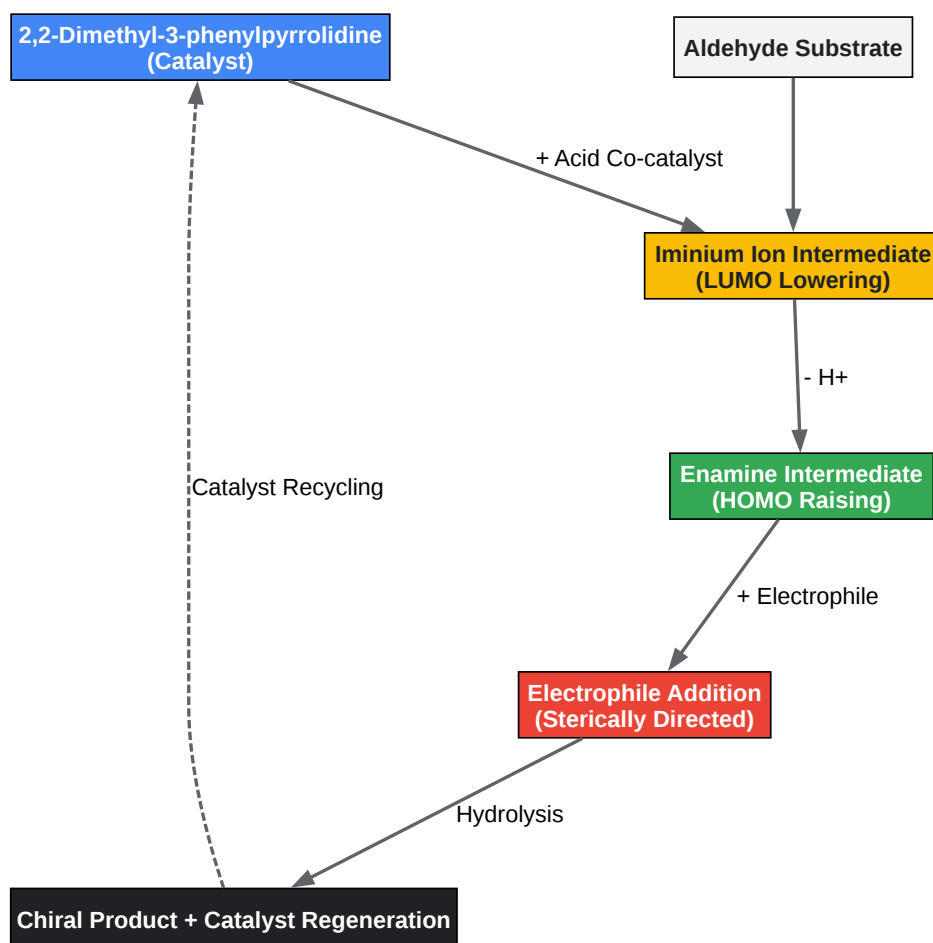 2,2-Dimethyl-3-phenylpyrrolidine
(Catalyst)
Aldehyde Substrate
+ Acid Co-catalyst
Iminium Ion Intermediate
(LUMO Lowering)
- H+
Enamine Intermediate
(HOMO Raising)
Catalyst Recycling
+ Electrophile
Electrophile Addition
(Sterically Directed)
Hydrolysis
Chiral Product + Catalyst Regeneration